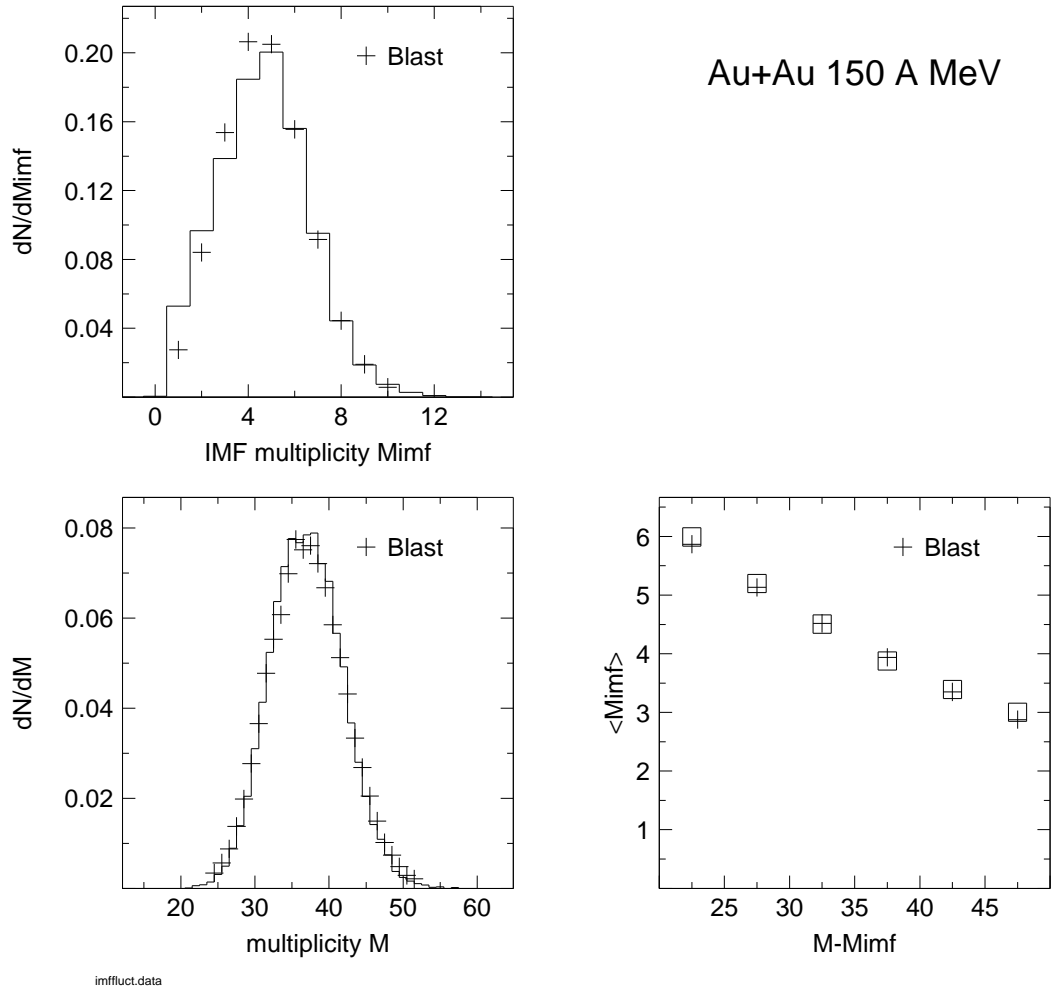 Au+Au 150 A MeV
dN/dMimf
0.20
0.16
0.12
0.08
0.04
Blast
0 4 8 12
IMF multiplicity Mimf
dN/dM
0.08
0.06
0.04
0.02
Blast
20 30 40 50 60
multiplicity M
<Mimf>
6
5
4
3
2
1
Blast
25 30 35 40 45
M-Mimf
imffluct.data